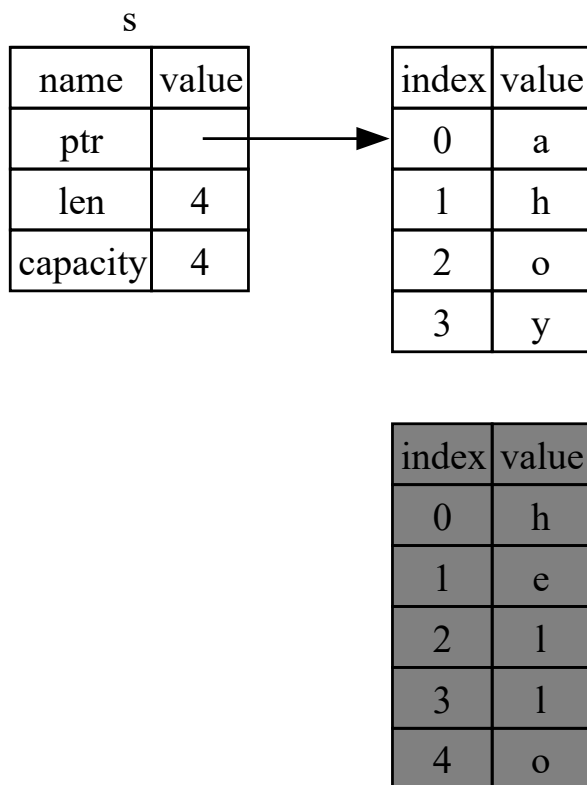 s
name value
ptr
len 4
capacity 4
index value
0 a
1 h
2 o
3 y
index value
0 h
1 e
2 l
3 l
4 o